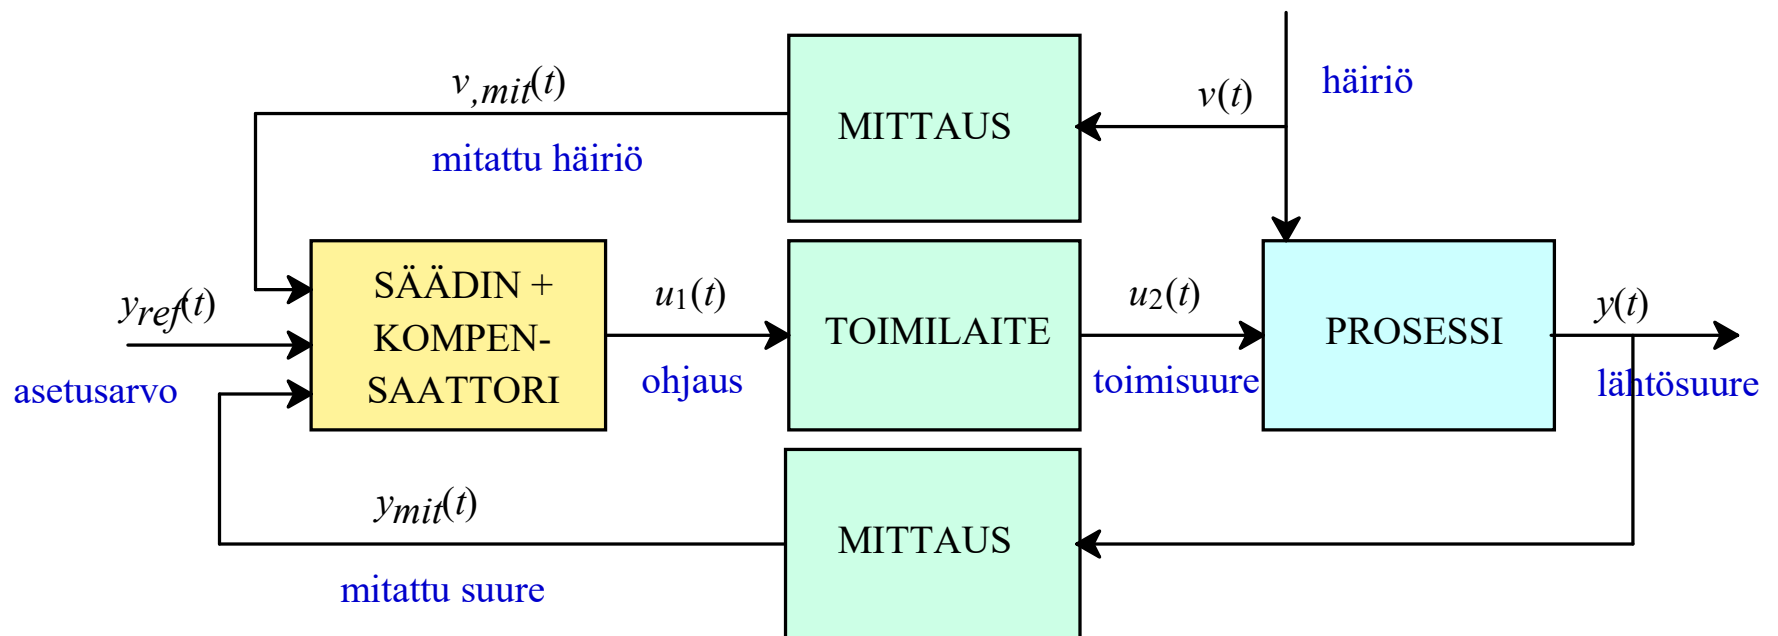 v,mit(t)
mitattu häiriö
MITTAUS
v(t)
häiriö
yref(t)
asetusarvo
SÄÄDIN +
KOMPEN-
SAATTORI
u1(t)
ohjaus
TOIMILAITE
u2(t)
toimisuure
PROSESSI
y(t)
lähtösuure
ymit(t)
mitattu suure
MITTAUS